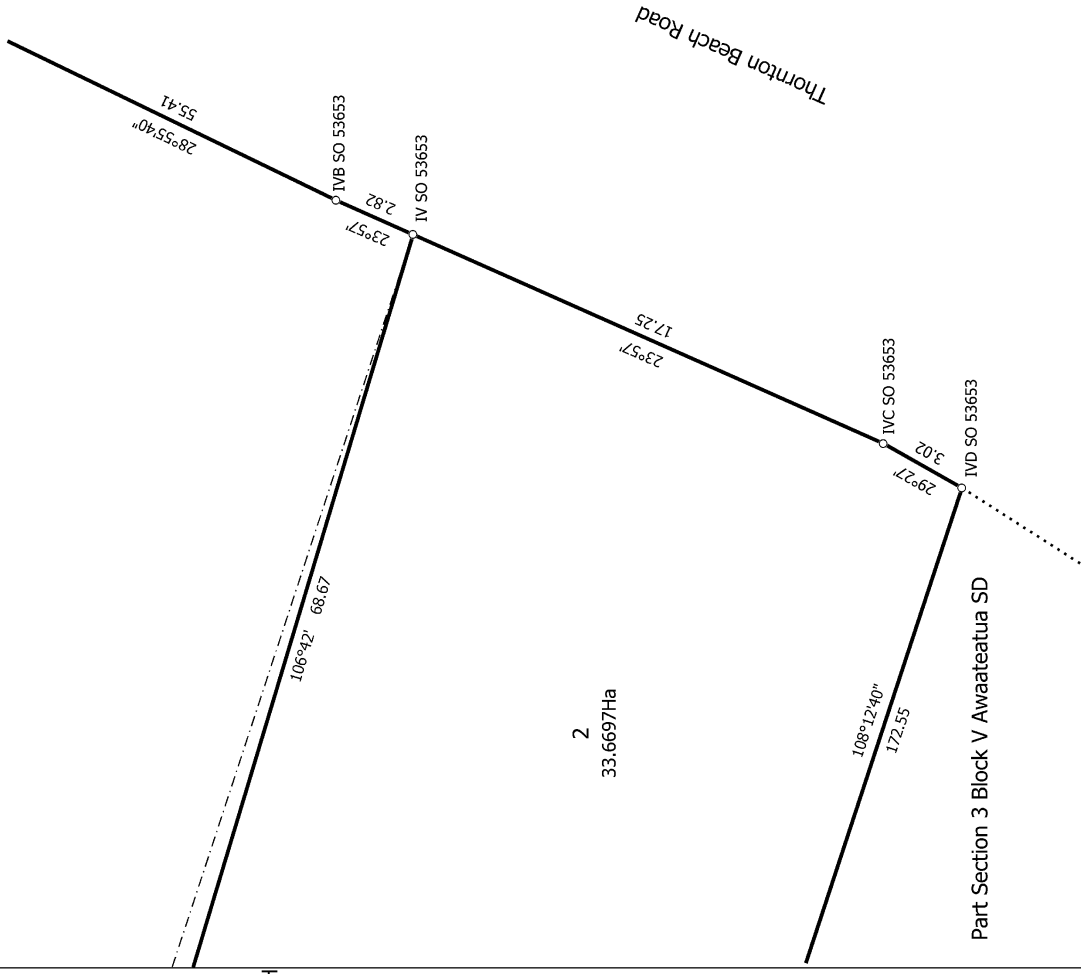 Thornton Beach Road
55.41
28°55'40"
IVB SO 53653
2.82
23°57'
IV SO 53653
17.25
23°57'
IVC SO 53653
3.02
29°27'
IVD SO 53653
106°42' 68.67
2
33.6697Ha
108°12'40"
172.55
Part Section 3 Block V Awaateatua SD